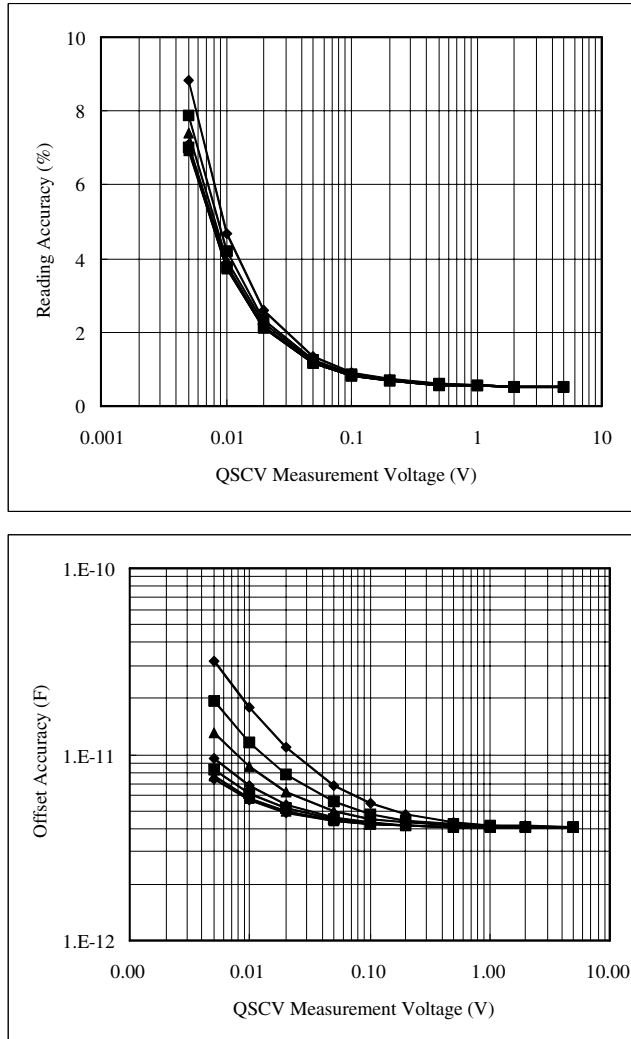 10
8
6
4
2
0
Reading Accuracy (%)
0.001 0.01 0.1 1 10
QSCV Measurement Voltage (V)
1.E-10
1.E-11
1.E-12
Offset Accuracy (F)
0.00 0.01 0.10 1.00 10.00
QSCV Measurement Voltage (V)